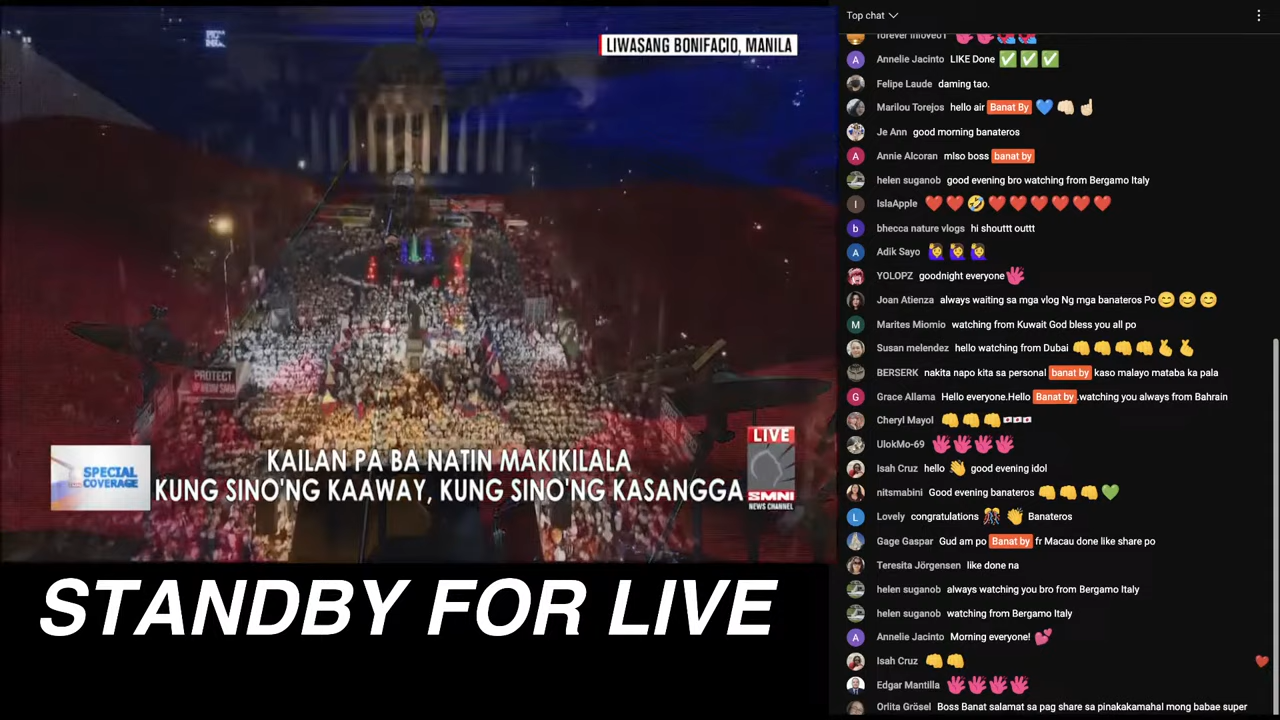 LIWASANG BONIFACIO, MANILA
PROTECT
SPECIAL
COVERAGE
LIVE
SMNI
NEWS CHANNEL
KAILAN PA BA NATIN MAKIKILALA
KUNG SINO'NG KAAWAY, KUNG SINO'NG KASANGGA
STANDBY FOR LIVE
Top chat
forever inlove01
Annelie Jacinto LIKE Done ✅ ✅ ✅
Felipe Laude daming tao.
Marilou Torejos hello air Banat By 💙 👊🏻 ☝🏻
Je Ann good morning banateros
A Annie Alcoran mlso boss banat by
helen suganob good evening bro watching from Bergamo Italy
I IslaApple ❤️ ❤️ 🤣 ❤️ ❤️ ❤️ ❤️ ❤️ ❤️
b bhecca nature vlogs hi shouttt outtt
A Adik Sayo 🙋‍♀️ 🙋‍♀️ 🙋‍♀️
YOLOPZ goodnight everyone
Joan Atienza always waiting sa mga vlog Ng mga banateros Po 😊 😊 😊
M Marites Miomio watching from Kuwait God bless you all po
Susan melendez hello watching from Dubai 👊 👊 👊 👊 🫰 🫰
BERSERK nakita napo kita sa personal banat by kaso malayo mataba ka pala
G Grace Allama Hello everyone.Hello Banat by .watching you always from Bahrain
Cheryl Mayol 👊 👊 👊
UlokMo-69
Isah Cruz hello 👋 good evening idol
nitsmabini Good evening banateros 👊 👊 👊 💚
L Lovely congratulations 🎊 👏 Banateros
Gage Gaspar Gud am po Banat by fr Macau done like share po
Teresita Jörgensen like done na
helen suganob always watching you bro from Bergamo Italy
helen suganob watching from Bergamo Italy
A Annelie Jacinto Morning everyone! 💕
Isah Cruz 👊 👊
Edgar Mantilla
Orlita Grösel Boss Banat salamat sa pag share sa pinakakamahal mong babae super